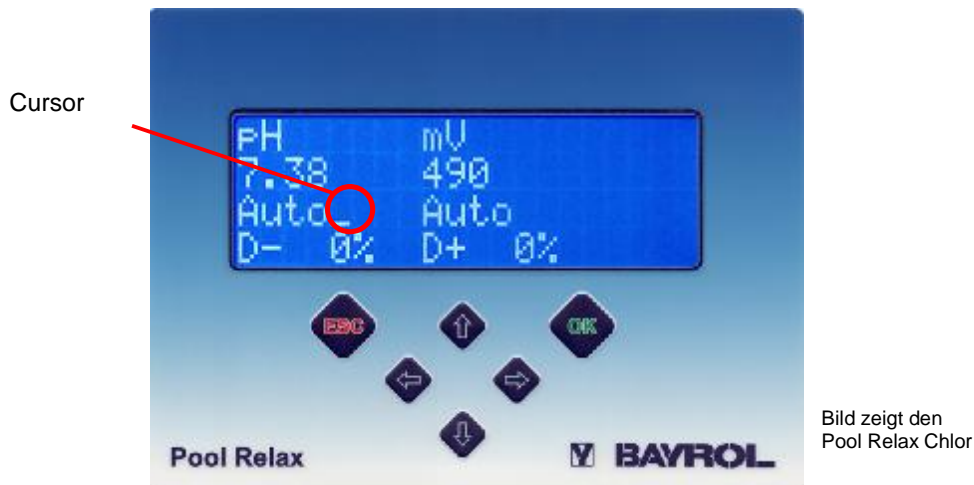 Cursor
pH mV
7.38 490
Auto_ Auto
D- 0% D+ 0%
ESC OK
Bild zeigt den
Pool Relax Chlor
Pool Relax BAYROL